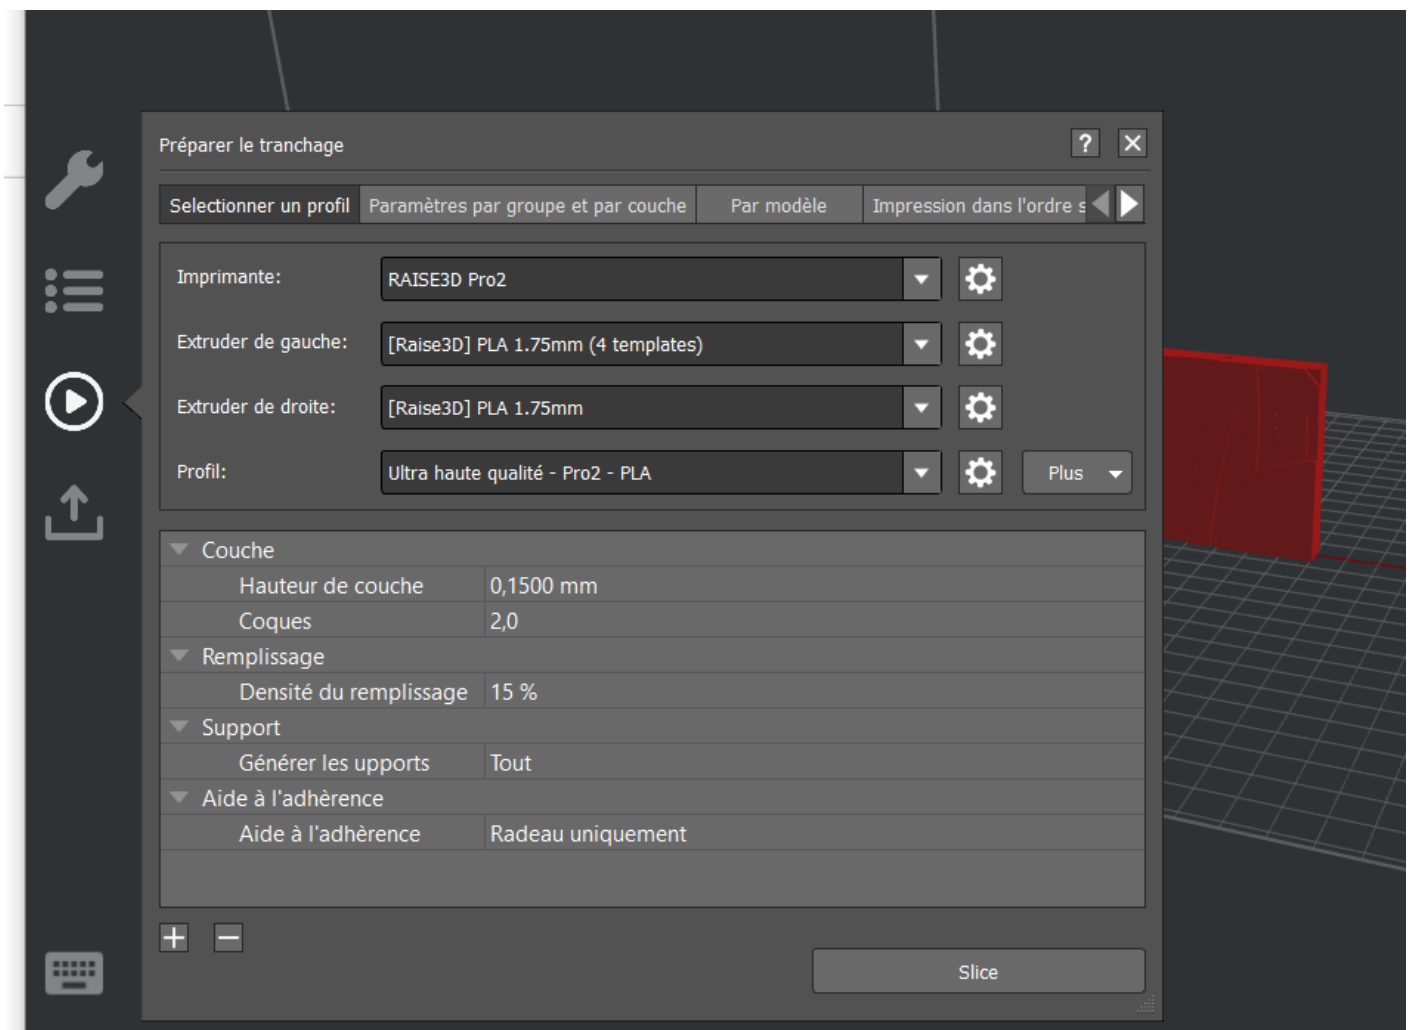 Préparer le tranchage
?
Selectionner un profil Paramètres par groupe et par couche Par modèle Impression dans l'ordre s
Imprimante: RAISE3D Pro2
Extruder de gauche: [Raise3D] PLA 1.75mm (4 templates)
Extruder de droite: [Raise3D] PLA 1.75mm
Profil: Ultra haute qualité - Pro2 - PLA Plus
Couche
Hauteur de couche 0,1500 mm
Coques 2,0
Remplissage
Densité du remplissage 15 %
Support
Générer les upports Tout
Aide à l'adhèrence
Aide à l'adhèrence Radeau uniquement
Slice